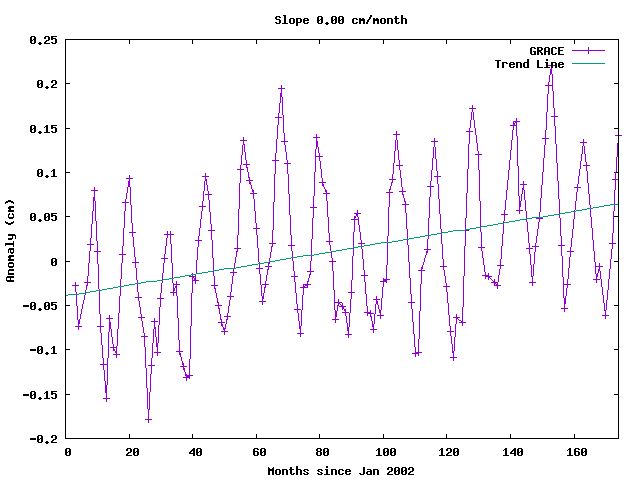 Slope 0.00 cm/month
GRACE
Trend Line
0.25
0.2
0.15
0.1
0.05
0
-0.05
-0.1
-0.15
-0.2
Anomaly (cm)
0 20 40 60 80 100 120 140 160
Months since Jan 2002